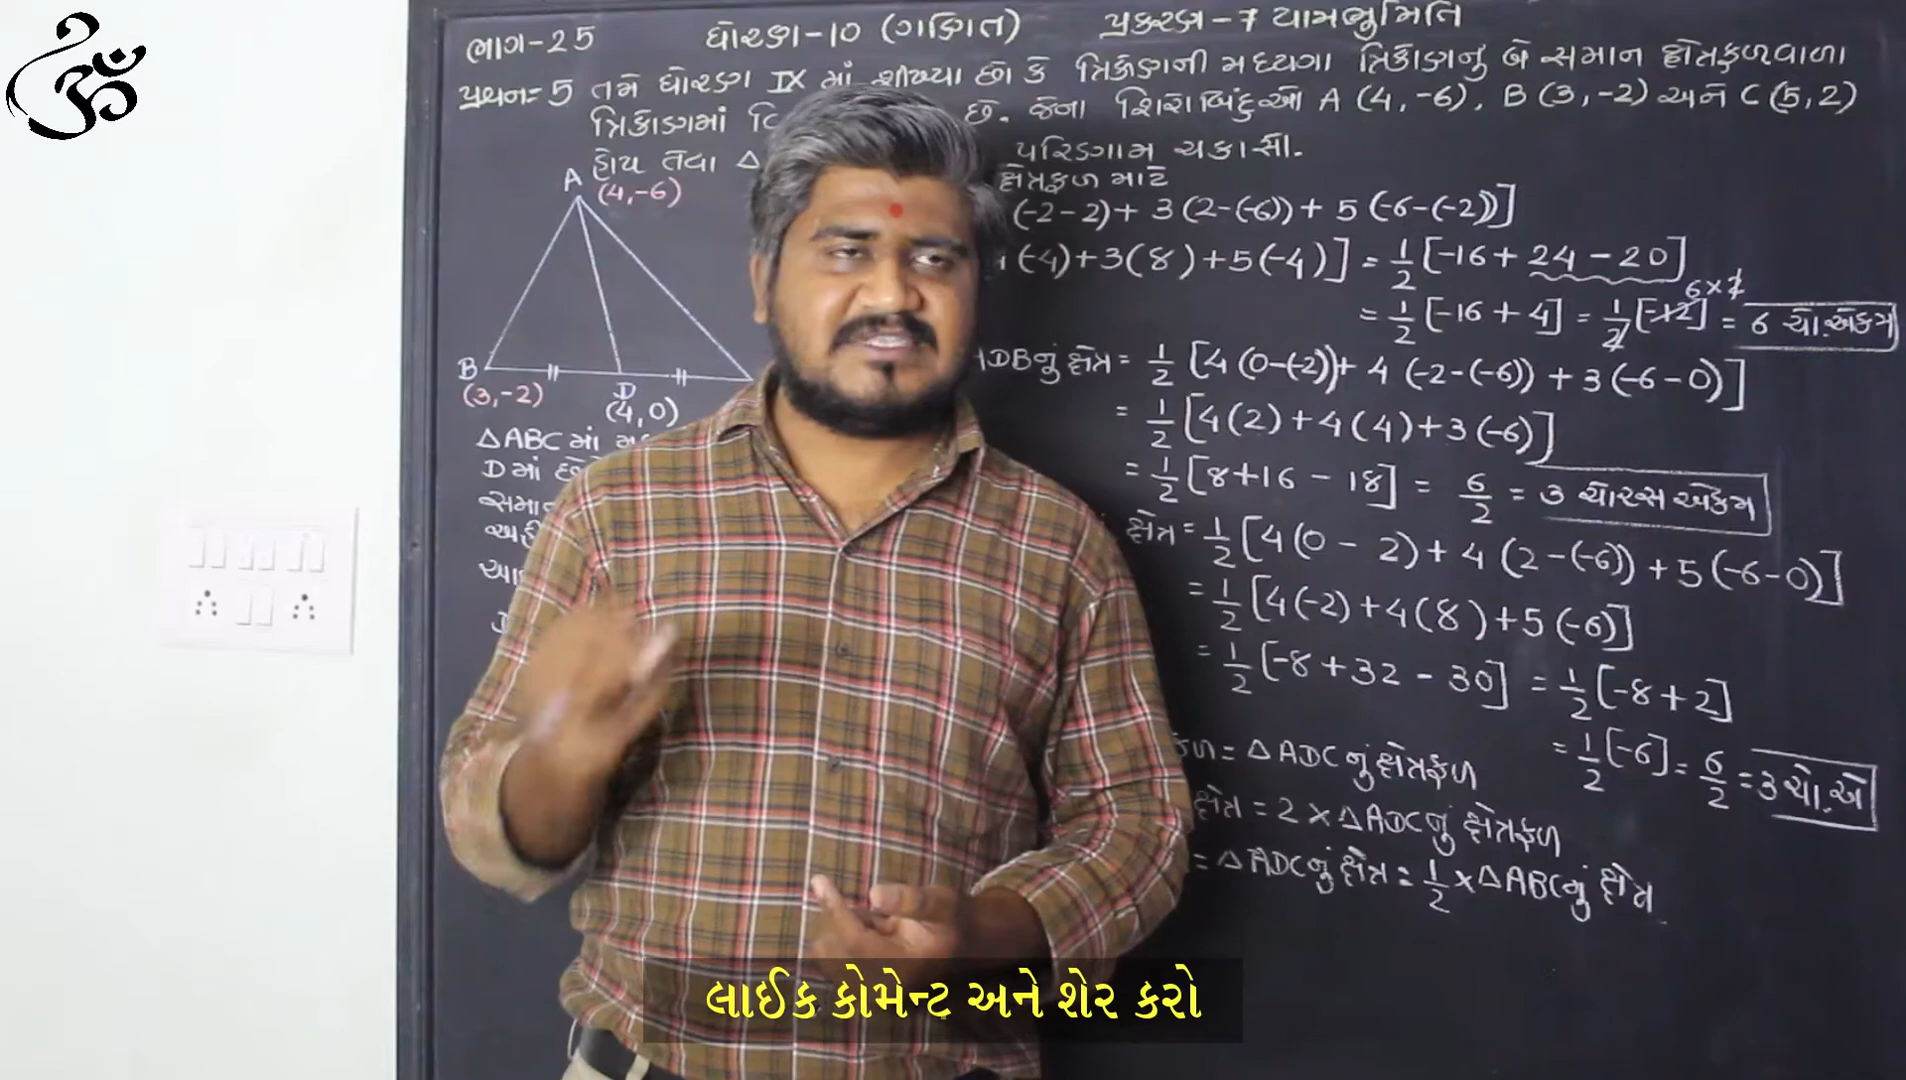 ભાગ-25 ધોરણ-10 (ગણિત) પ્રકરણ-7 યામભૂમિતિ
પ્રશ્ન=5 તમે ધોરણ IX માં શીખ્યા છો કે ત્રિકોણની મધ્યગા ત્રિકોણનું બે સમાન ક્ષેત્રફળવાળા
ત્રિકોણમાં છે. જેના શિરોબિંદુઓ A (4,-6), B (3,-2) અને C (5,2)
હોય તેવા Δ પરિણામ ચકાસો.
ક્ષેત્રફળ માટે
(-2-2)+ 3(2-(-6))+ 5(-6-(-2))]
(-4)+3(8)+5(-4)] = 1/2 [-16+24-20]
= 1/2 [-16+4] = 1/2 [-12] = 6 ચો.એકમ
6×2
A
(4,-6)
B
(3,-2)
D
(4,0)
ΔABC માં
D માં
DB નું ક્ષેત્ર = 1/2 [4(0-(-2))+ 4(-2-(-6)) + 3(-6-0)]
= 1/2 [4(2)+4(4)+3(-6)]
= 1/2 [8+16-18] = 6/2 = 3 ચોરસ એકમ
ક્ષેત્ર = 1/2 [4(0-2)+4(2-(-6))+5(-6-0)]
= 1/2 [4(-2)+4(8)+5(-6)]
= 1/2 [-8+32-30] = 1/2 [-8+2]
= 1/2 [-6] = 6/2 = 3 ચો.એ
= ΔADC નું ક્ષેત્રફળ
ક્ષેત્ર = 2 × ΔADC નું ક્ષેત્રફળ
= ΔADC નું ક્ષેત્ર = 1/2 × ΔABC નું ક્ષેત્ર
લાઈક કોમેન્ટ અને શેર કરો
ૐ